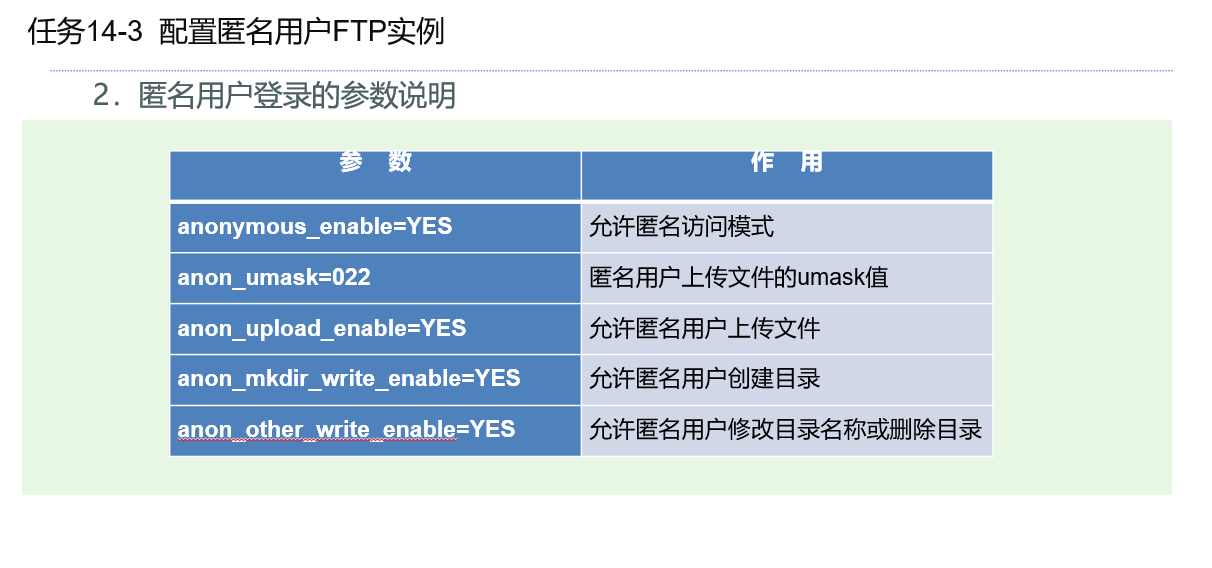 任务14-3 配置匿名用户FTP实例
2．匿名用户登录的参数说明
参 数 作 用
anonymous_enable=YES 允许匿名访问模式
anon_umask=022 匿名用户上传文件的umask值
anon_upload_enable=YES 允许匿名用户上传文件
anon_mkdir_write_enable=YES 允许匿名用户创建目录
anon_other_write_enable=YES 允许匿名用户修改目录名称或删除目录